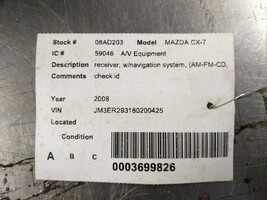 Stock # 08AD203 Model MAZDA CX-7
IC # 59046 A/V Equipment
Description receiver, w/navigation system, (AM-FM-CD,
Comments check id
Year 2008
VIN JM3ER293180200425
Located
Condition
A B C
0003699826